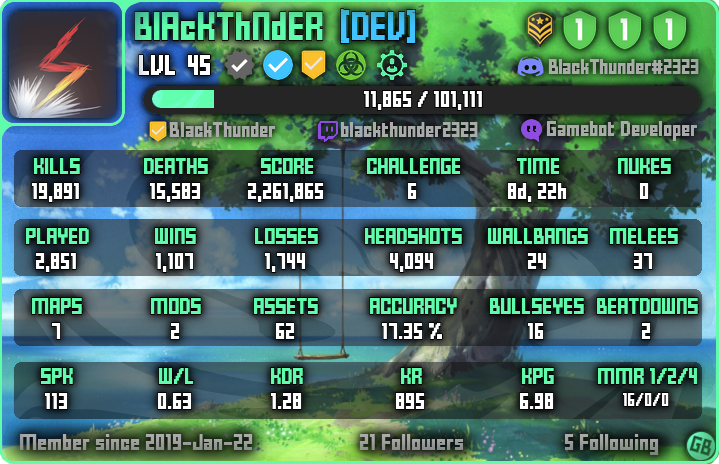 BlAcKThNdER [DEV]
1 1 1
LVL 45
BlackThunder#2323
11,865 / 101,111
BlackThunder blackthunder2323 Gamebot Developer
KILLS DEATHS SCORE CHALLENGE TIME NUKES
19,891 15,583 2,261,865 6 8d, 22h 0
PLAYED WINS LOSSES HEADSHOTS WALLBANGS MELEES
2,851 1,107 1,744 4,094 24 37
MAPS MODS ASSETS ACCURACY BULLSEYES BEATDOWNS
7 2 62 17.35 % 16 2
SPK W/L KDR KR KPG MMR 1/2/4
113 0.63 1.28 895 6.98 16/0/0
Member since 2019-Jan-22 21 Followers 5 Following
GB